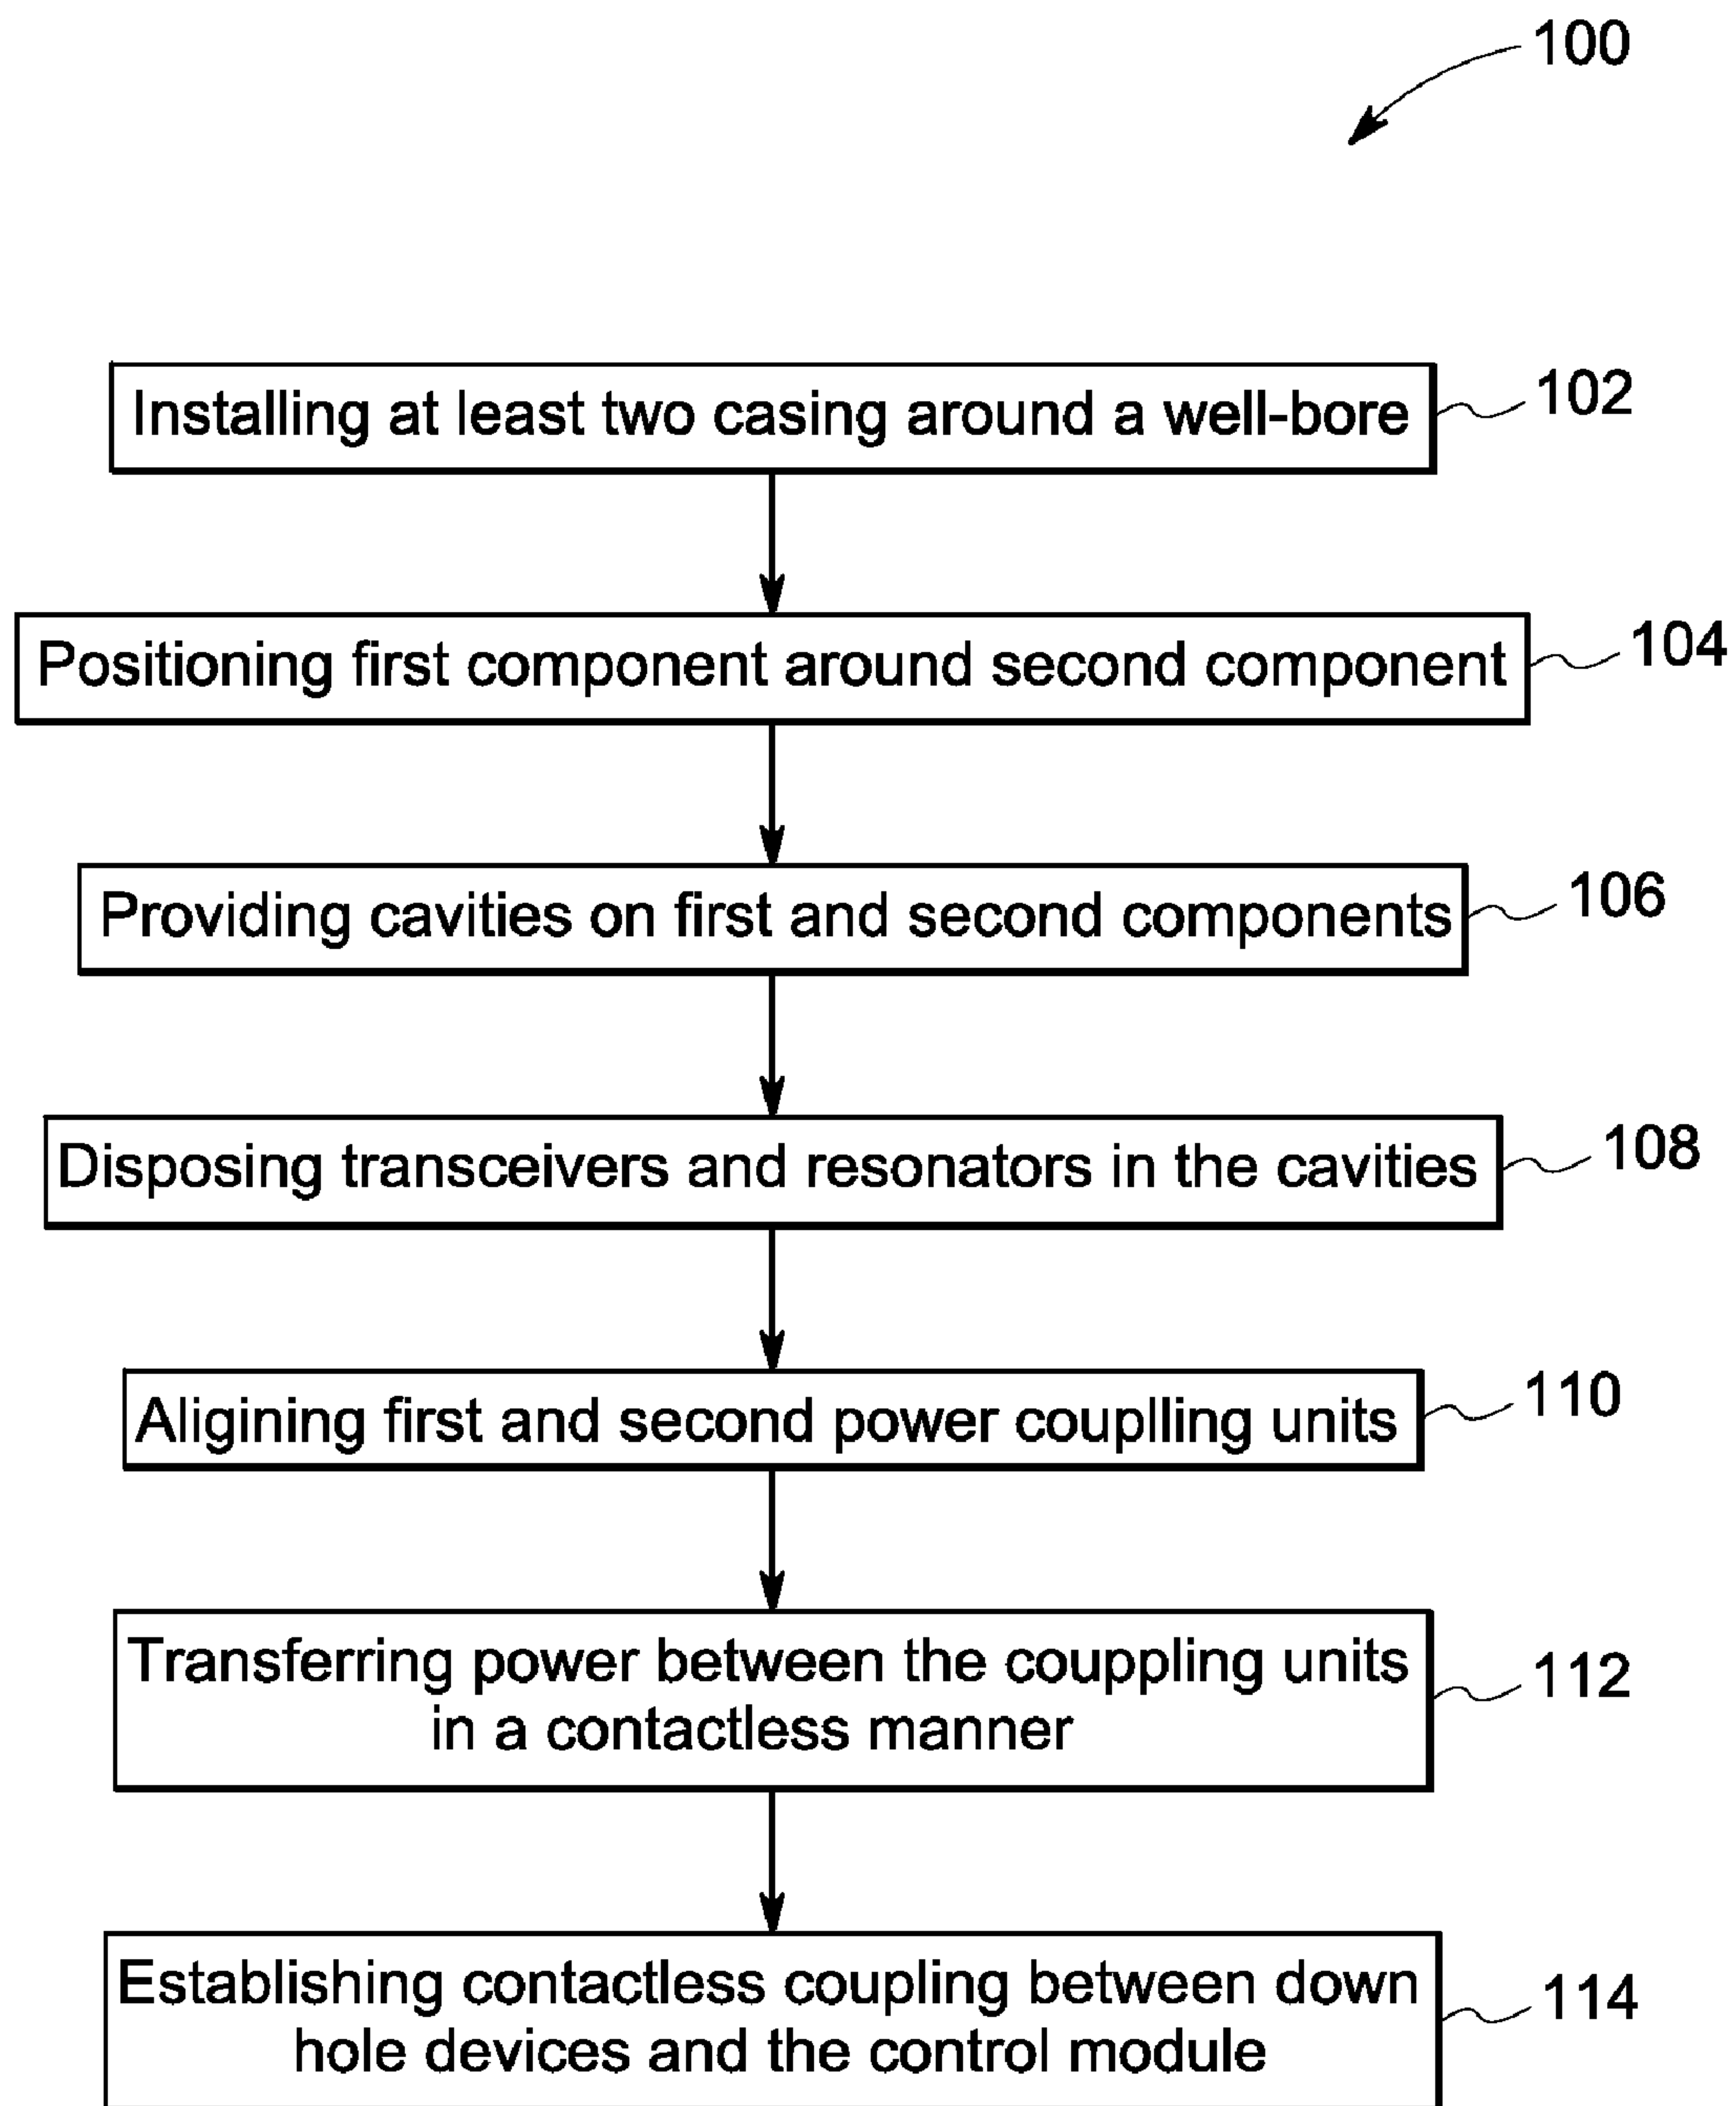 100
Installing at least two casing around a well-bore
102
Positioning first component around second component
104
Providing cavities on first and second components
106
Disposing transceivers and resonators in the cavities
108
Aligining first and second power couplling units
110
Transferring power between the couppling units
in a contactless manner
112
Establishing contactless coupling between down
hole devices and the control module
114